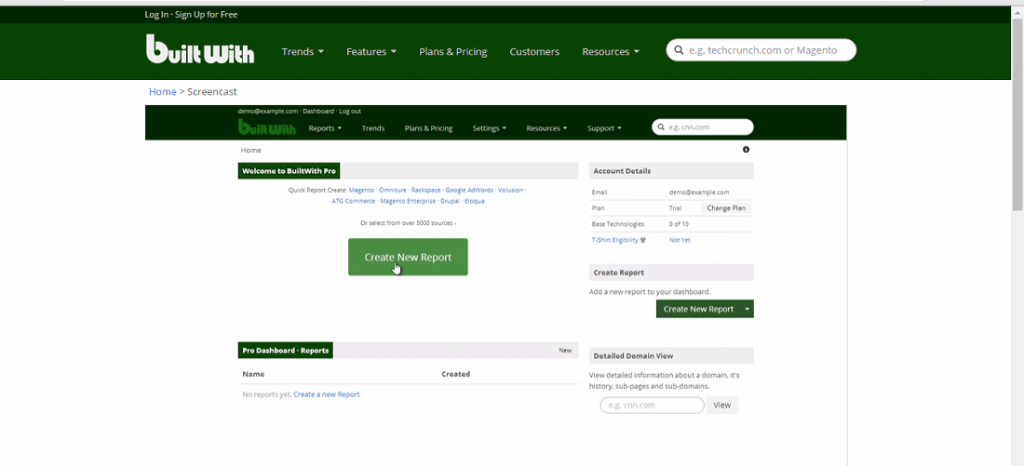 Log In · Sign Up for Free
Built With
Trends
Features
Plans & Pricing
Customers
Resources
e.g. techcrunch.com or Magento
Home > Screencast
demo@example.com · Dashboard · Log out
Built With
Reports
Trends
Plans & Pricing
Settings
Resources
Support
e.g. cnn.com
Home
Welcome to BuiltWith Pro
Quick Report Create: Magento · Omniture · Rackspace · Google AdWords · Volusion ·
ATG Commerce · Magento Enterprise · Drupal · Eloqua
Or select from over 5000 sources -
Create New Report
Account Details
Email demo@example.com
Plan Trial Change Plan
Base Technologies 0 of 10
T-Shirt Eligibility Not Yet
Create Report
Add a new report to your dashboard.
Create New Report
Pro Dashboard · Reports New
Name Created
No reports yet. Create a new Report
Detailed Domain View
View detailed information about a domain, it's
history, sub-pages and sub-domains.
e.g. cnn.com View